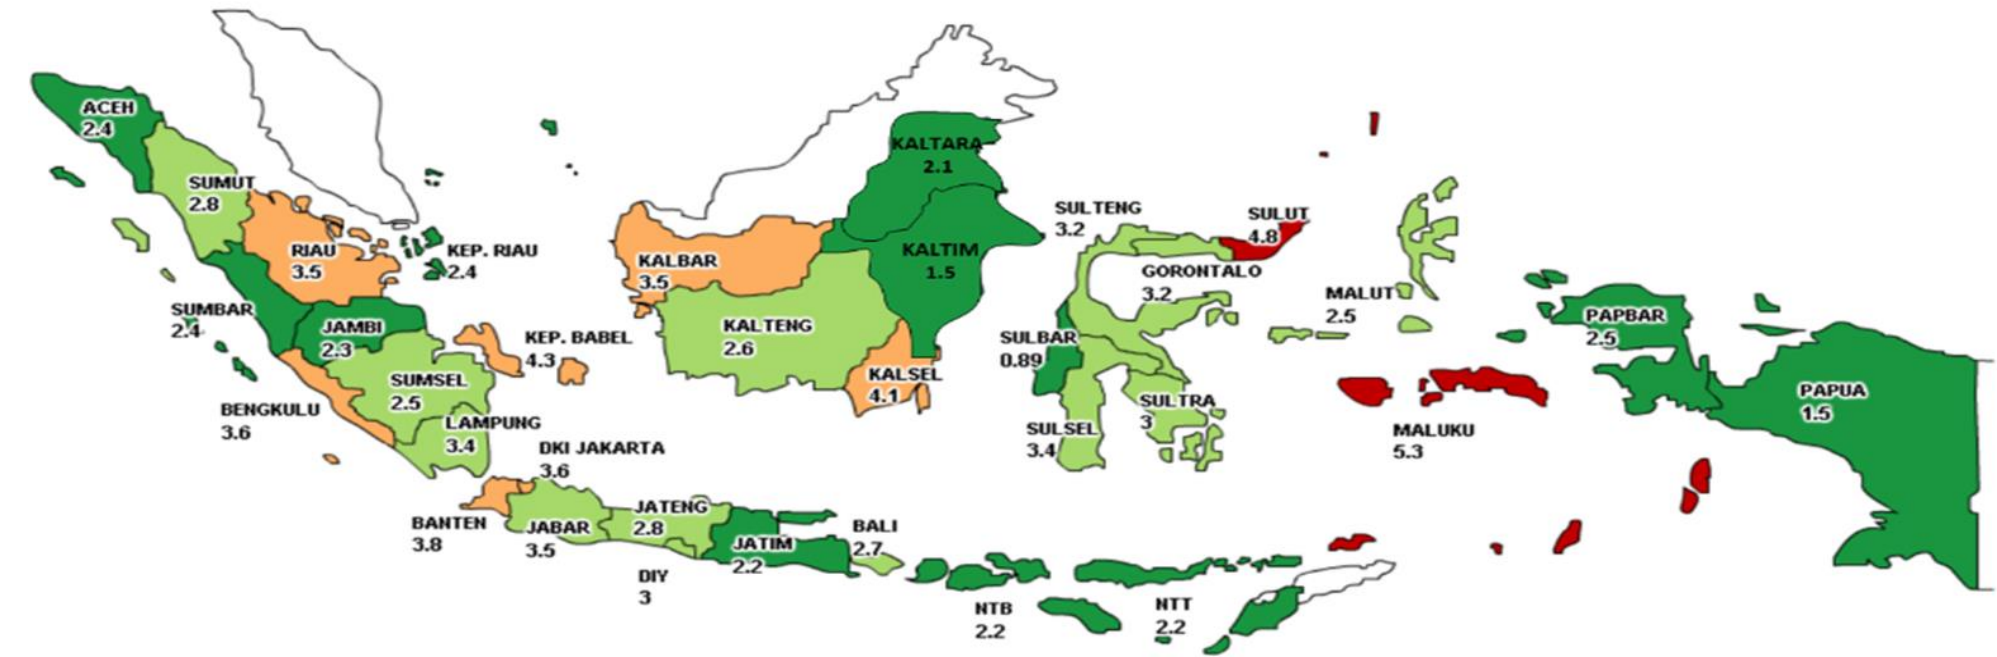 ACEH
2.4
SUMUT
2.8
RIAU
3.5
KEP. RIAU
2.4
SUMBAR
2.4
JAMBI
2.3
KEP. BABEL
4.3
SUMSEL
2.5
BENGKULU
3.6
LAMPUNG
3.4
DKI JAKARTA
3.6
BANTEN
3.8
JABAR
3.5
JATENG
2.8
DIY
3
JATIM
2.2
BALI
2.7
NTB
2.2
NTT
2.2
KALBAR
3.5
KALTENG
2.6
KALSEL
4.1
KALTARA
2.1
KALTIM
1.5
SULTENG
3.2
SULUT
4.8
GORONTALO
3.2
SULBAR
0.89
SULSEL
3.4
SULTRA
3
MALUT
2.5
MALUKU
5.3
PAPBAR
2.5
PAPUA
1.5